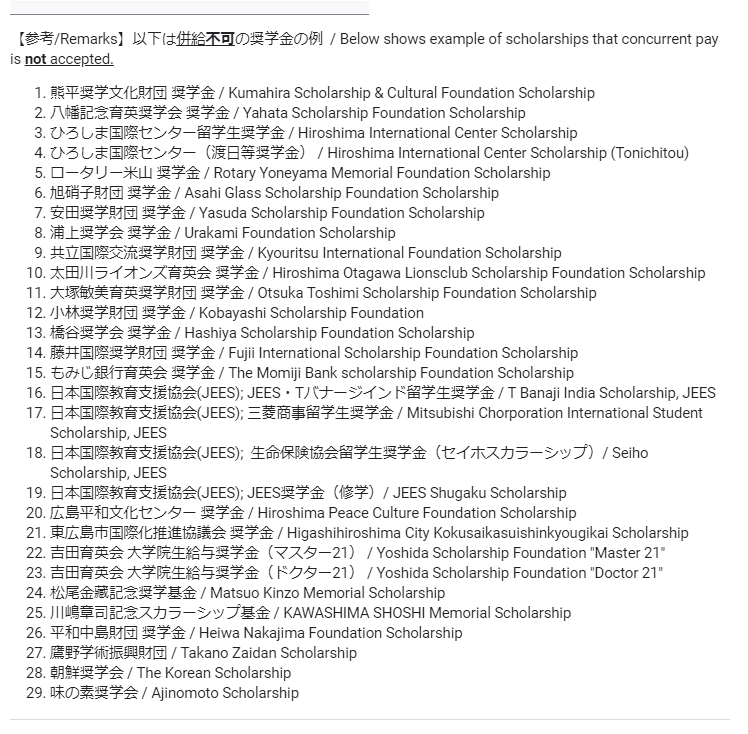 【参考/Remarks】以下は併給不可の奨学金の例 / Below shows example of scholarships that concurrent pay
is not accepted.
1. 熊平奨学文化財団 奨学金 / Kumahira Scholarship & Cultural Foundation Scholarship
2. 八幡記念育英奨学会 奨学金 / Yahata Scholarship Foundation Scholarship
3. ひろしま国際センター留学生奨学金 / Hiroshima International Center Scholarship
4. ひろしま国際センター（渡日等奨学金） / Hiroshima International Center Scholarship (Tonichitou)
5. ロータリー米山 奨学金 / Rotary Yoneyama Memorial Foundation Scholarship
6. 旭硝子財団 奨学金 / Asahi Glass Scholarship Foundation Scholarship
7. 安田奨学財団 奨学金 / Yasuda Scholarship Foundation Scholarship
8. 浦上奨学会 奨学金 / Urakami Foundation Scholarship
9. 共立国際交流奨学財団 奨学金 / Kyouritsu International Foundation Scholarship
10. 太田川ライオンズ育英会 奨学金 / Hiroshima Otagawa Lionsclub Scholarship Foundation Scholarship
11. 大塚敏美育英奨学財団 奨学金 / Otsuka Toshimi Scholarship Foundation Scholarship
12. 小林奨学財団 奨学金 / Kobayashi Scholarship Foundation
13. 橋谷奨学会 奨学金 / Hashiya Scholarship Foundation Scholarship
14. 藤井国際奨学財団 奨学金 / Fujii International Scholarship Foundation Scholarship
15. もみじ銀行育英会 奨学金 / The Momiji Bank scholarship Foundation Scholarship
16. 日本国際教育支援協会(JEES); JEES・Tバナージインド留学生奨学金 / T Banaji India Scholarship, JEES
17. 日本国際教育支援協会(JEES); 三菱商事留学生奨学金 / Mitsubishi Chorporation International Student
Scholarship, JEES
18. 日本国際教育支援協会(JEES); 生命保険協会留学生奨学金（セイホスカラーシップ）/ Seiho
Scholarship, JEES
19. 日本国際教育支援協会(JEES); JEES奨学金（修学）/ JEES Shugaku Scholarship
20. 広島平和文化センター 奨学金 / Hiroshima Peace Culture Foundation Scholarship
21. 東広島市国際化推進協議会 奨学金 / Higashihiroshima City Kokusaikasuishinkyougikai Scholarship
22. 吉田育英会 大学院生給与奨学金（マスター21） / Yoshida Scholarship Foundation "Master 21"
23. 吉田育英会 大学院生給与奨学金（ドクター21） / Yoshida Scholarship Foundation "Doctor 21"
24. 松尾金藏記念奨学基金 / Matsuo Kinzo Memorial Scholarship
25. 川嶋章司記念スカラーシップ基金 / KAWASHIMA SHOSHI Memorial Scholarship
26. 平和中島財団 奨学金 / Heiwa Nakajima Foundation Scholarship
27. 鷹野学術振興財団 / Takano Zaidan Scholarship
28. 朝鮮奨学会 / The Korean Scholarship
29. 味の素奨学会 / Ajinomoto Scholarship